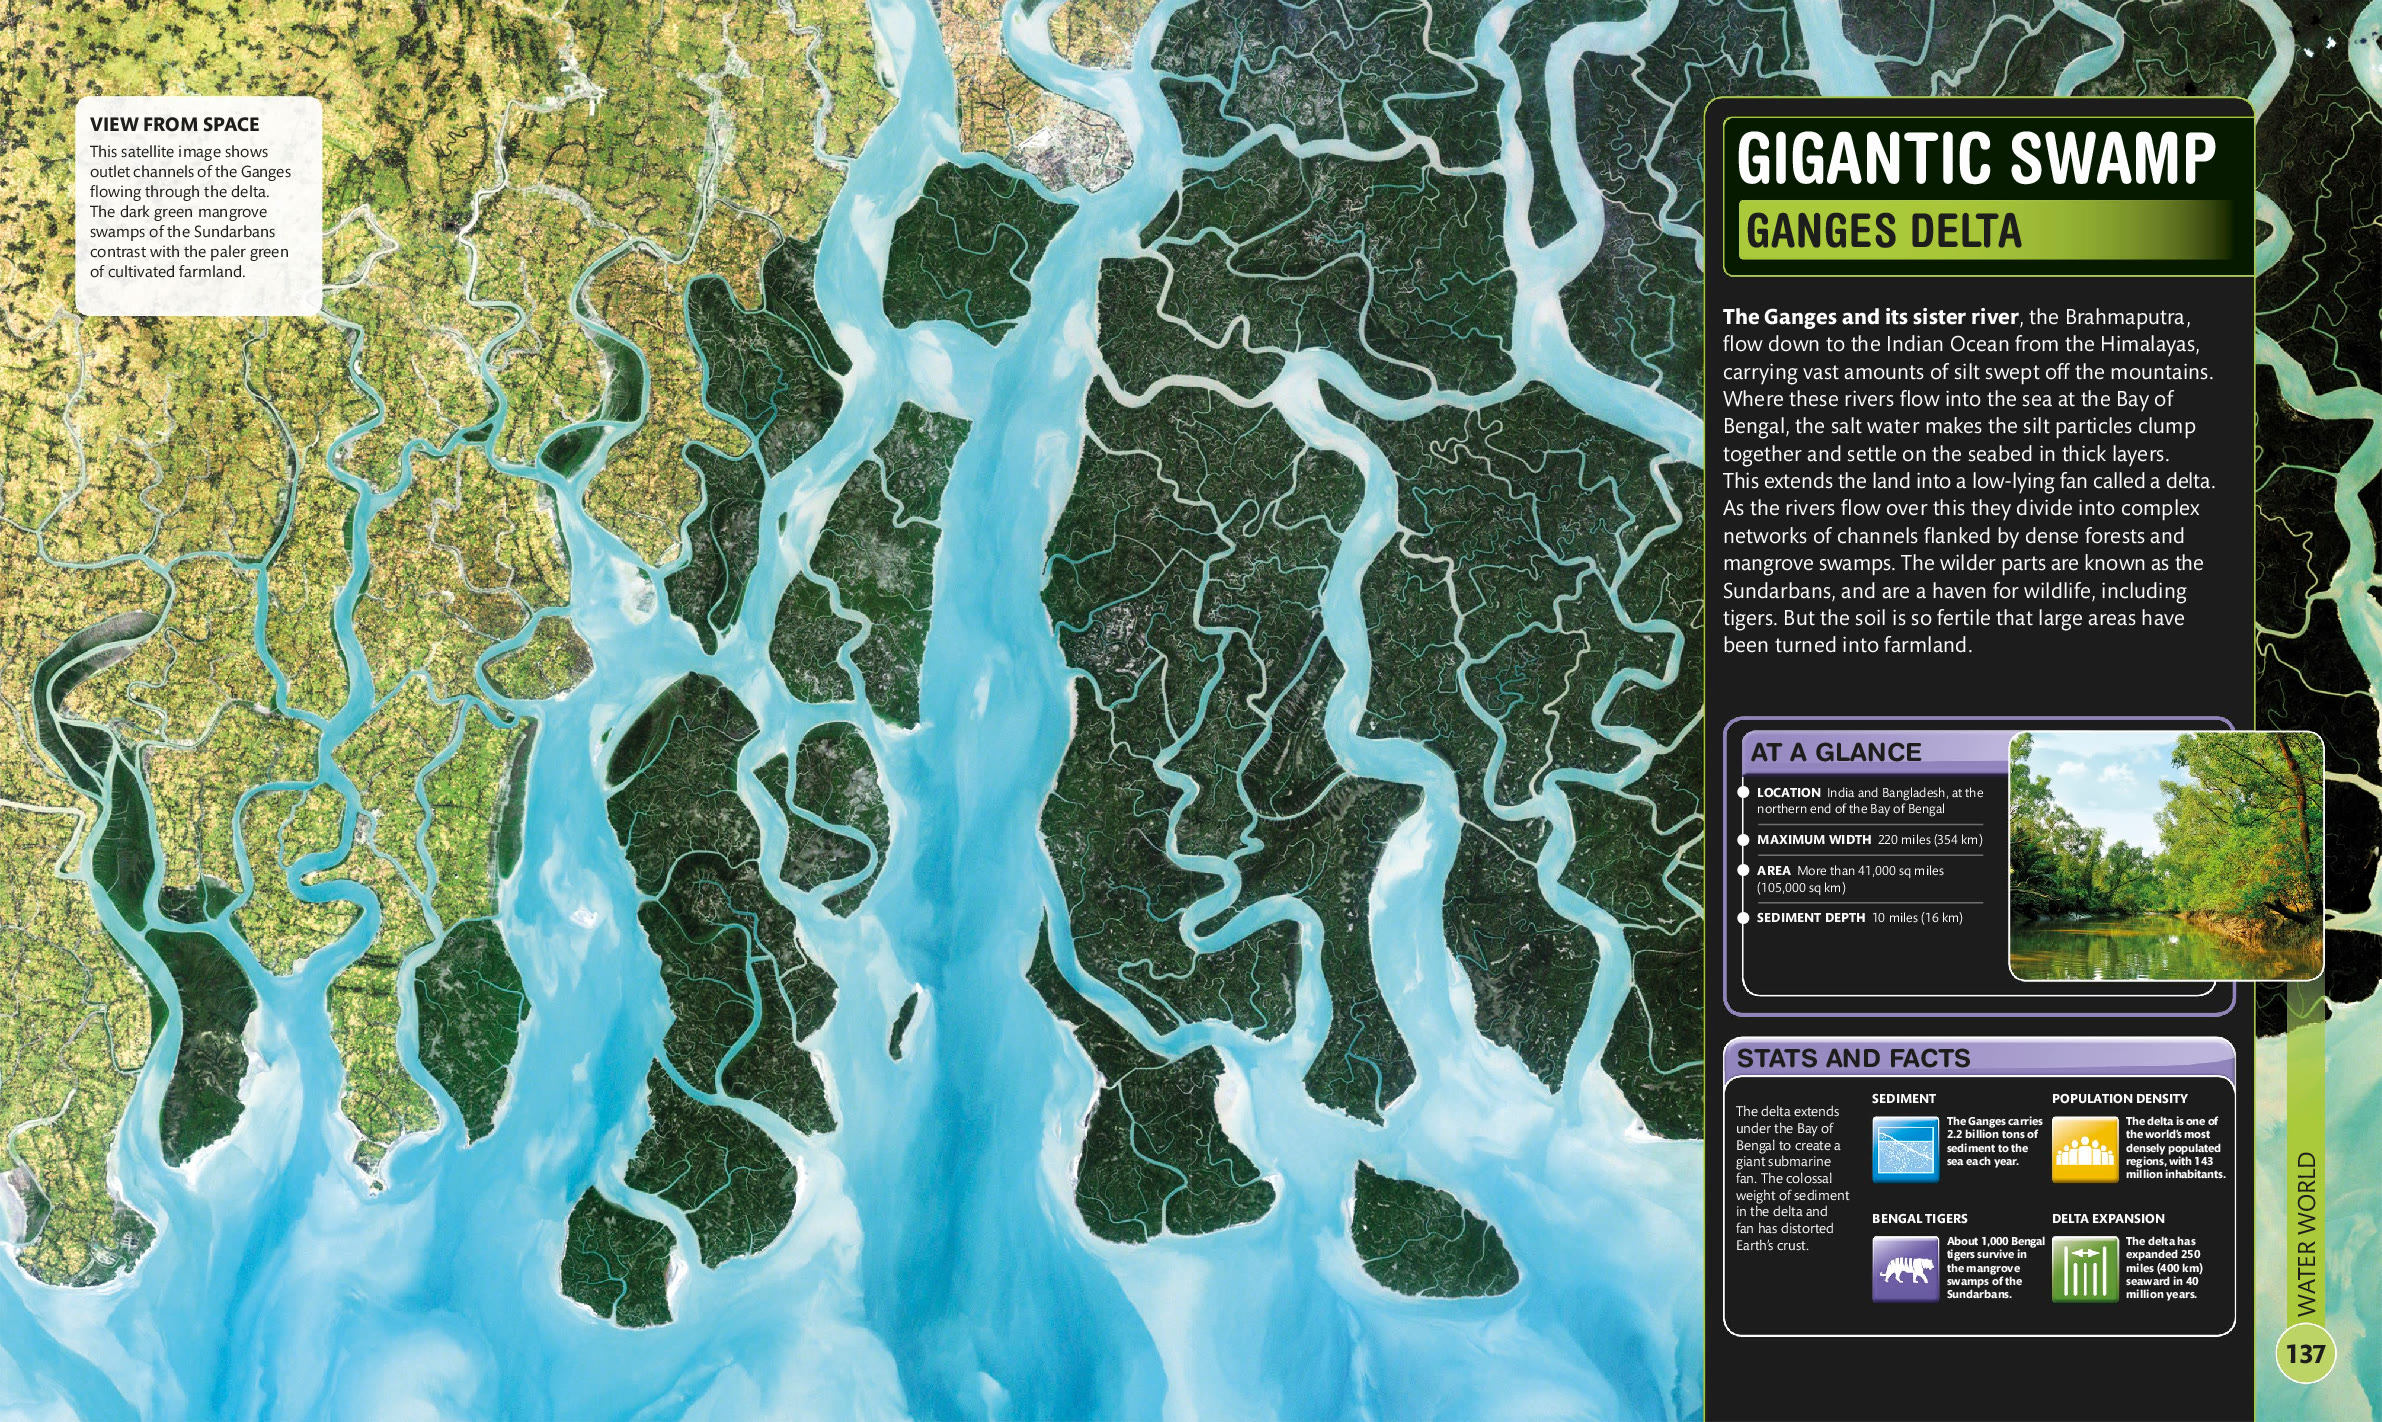 VIEW FROM SPACE
This satellite image shows
outlet channels of the Ganges
flowing through the delta.
The dark green mangrove
swamps of the Sundarbans
contrast with the paler green
of cultivated farmland.
GIGANTIC SWAMP
GANGES DELTA
The Ganges and its sister river, the Brahmaputra,
flow down to the Indian Ocean from the Himalayas,
carrying vast amounts of silt swept off the mountains.
Where these rivers flow into the sea at the Bay of
Bengal, the salt water makes the silt particles clump
together and settle on the seabed in thick layers.
This extends the land into a low-lying fan called a delta.
As the rivers flow over this they divide into complex
networks of channels flanked by dense forests and
mangrove swamps. The wilder parts are known as the
Sundarbans, and are a haven for wildlife, including
tigers. But the soil is so fertile that large areas have
been turned into farmland.
AT A GLANCE
LOCATION India and Bangladesh, at the
northern end of the Bay of Bengal
MAXIMUM WIDTH 220 miles (354 km)
AREA More than 41,000 sq miles
(105,000 sq km)
SEDIMENT DEPTH 10 miles (16 km)
STATS AND FACTS
The delta extends
under the Bay of
Bengal to create a
giant submarine
fan. The colossal
weight of sediment
in the delta and
fan has distorted
Earth's crust.
SEDIMENT
The Ganges carries
2.2 billion tons of
sediment to the
sea each year.
POPULATION DENSITY
The delta is one of
the world's most
densely populated
regions, with 143
million inhabitants.
BENGAL TIGERS
About 1,000 Bengal
tigers survive in
the mangrove
swamps of the
Sundarbans.
DELTA EXPANSION
The delta has
expanded 250
miles (400 km)
seaward in 40
million years.
WATER WORLD
137